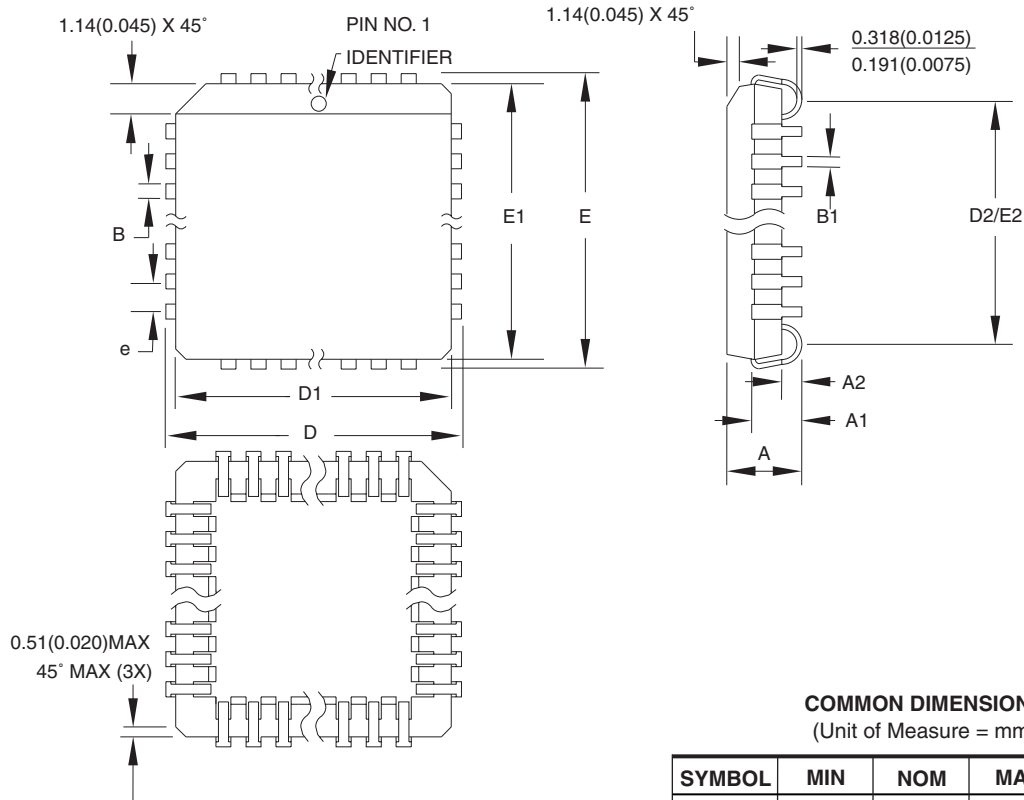 1.14(0.045) X 45˚
PIN NO. 1
IDENTIFIER
1.14(0.045) X 45˚
0.318(0.0125)
0.191(0.0075)
B
e
E1
E
B1
D2/E2
A2
A1
A
D1
D
0.51(0.020)MAX
45˚ MAX (3X)
COMMON DIMENSION
(Unit of Measure = mm
SYMBOL MIN NOM MA